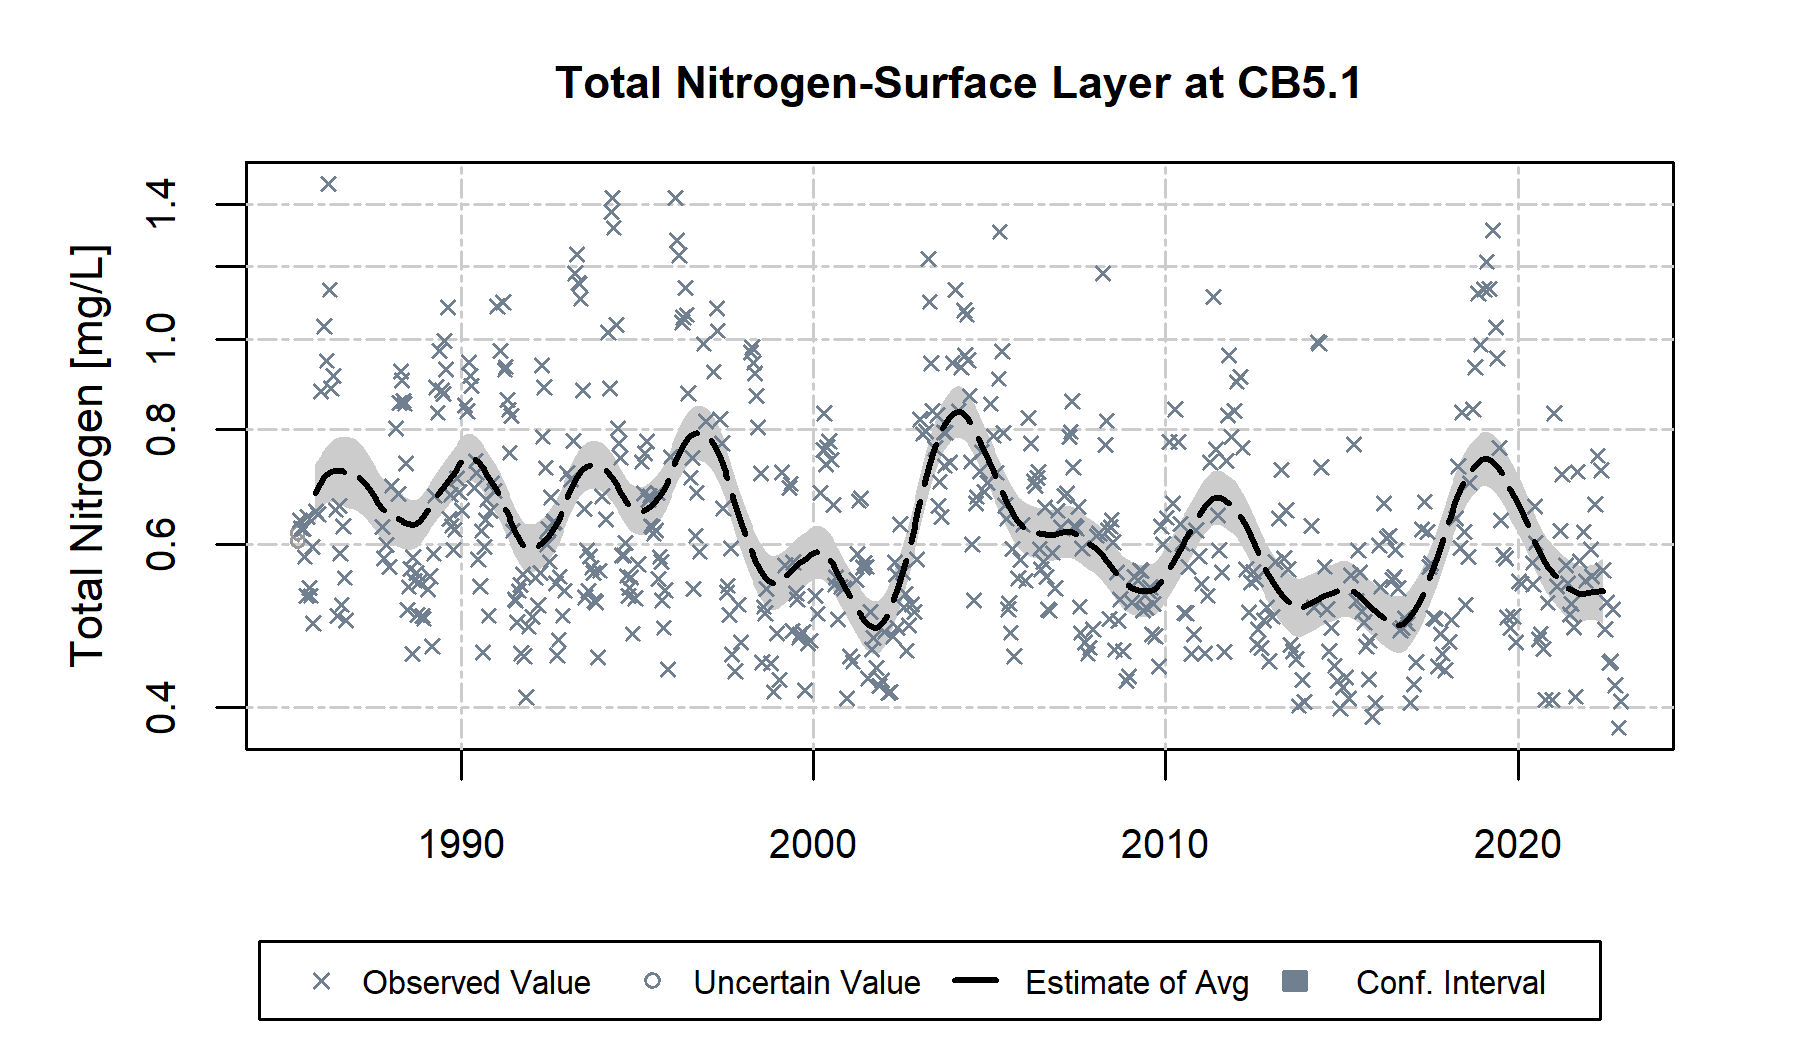 Total Nitrogen-Surface Layer at CB5.1
Total Nitrogen [mg/L]
1.4
1.0
0.8
0.6
0.4
1990 2000 2010 2020
Observed Value Uncertain Value Estimate of Avg Conf. Interval